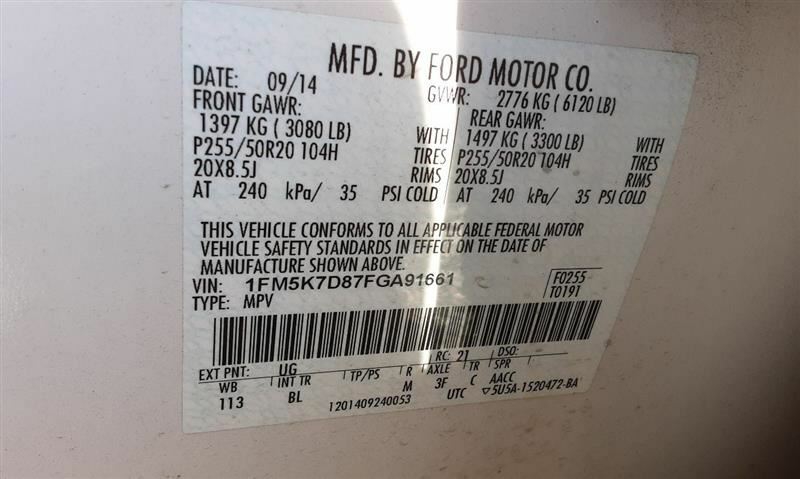 MFD. BY FORD MOTOR CO.
DATE: 09/14 GVWR: 2776 KG ( 6120 LB)
FRONT GAWR: REAR GAWR:
1397 KG ( 3080 LB) WITH 1497 KG ( 3300 LB) WITH
P255/50R20 104H TIRES P255/50R20 104H TIRES
20X8.5J RIMS 20X8.5J RIMS
AT 240 kPa/ 35 PSI COLD AT 240 kPa/ 35 PSI COLD
THIS VEHICLE CONFORMS TO ALL APPLICABLE FEDERAL MOTOR
VEHICLE SAFETY STANDARDS IN EFFECT ON THE DATE OF
MANUFACTURE SHOWN ABOVE.
VIN: 1FM5K7D87FGA91661 F0255
TYPE: MPV T0191
EXT PNT: UG RC: 21 DSO:
WB INT TR TP/PS R AXLE TR SPR
113 BL M 3F C AACC
1201409240053 UTC ▽5U5A-1520472-BA